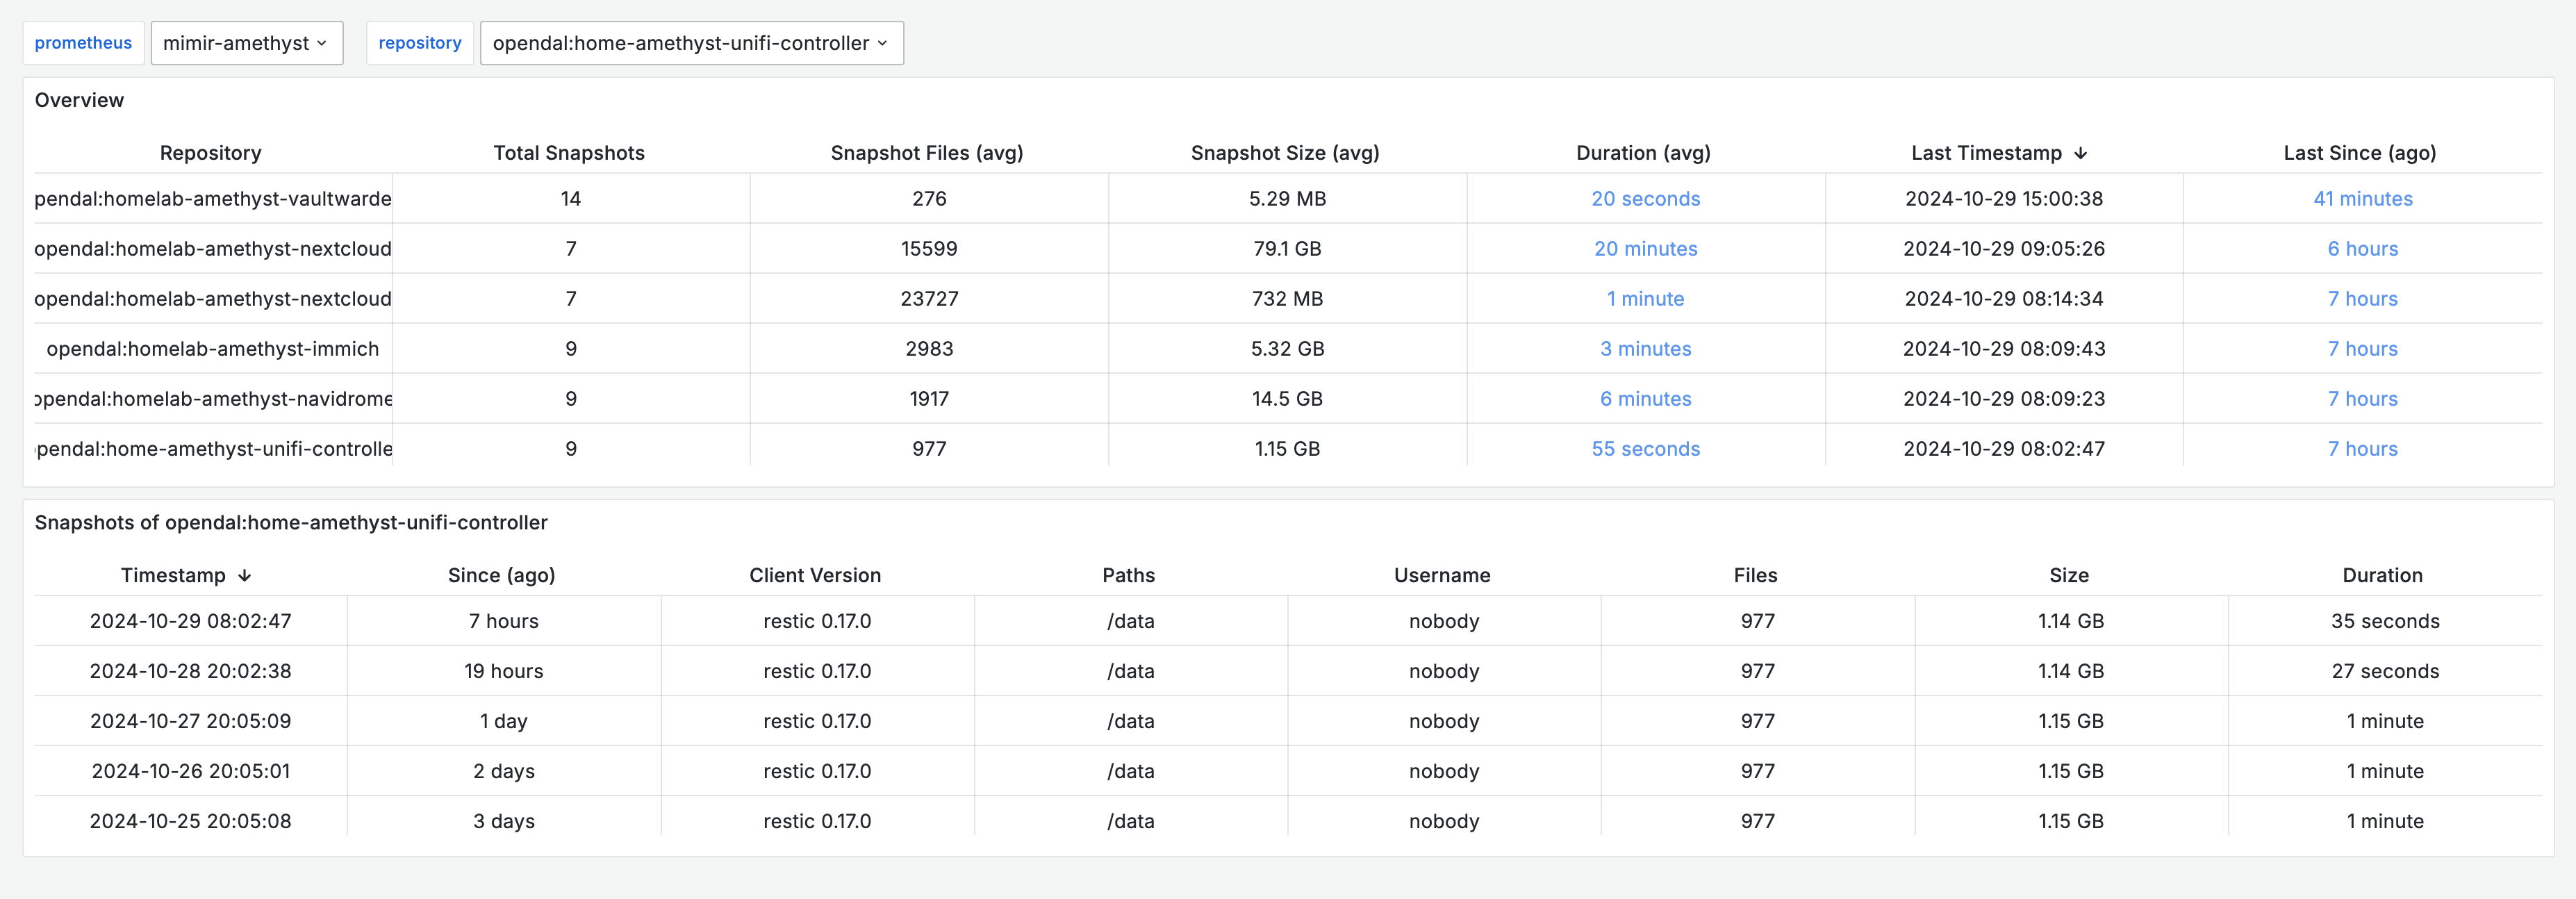 prometheus mimir-amethyst repository opendal:home-amethyst-unifi-controller
Overview
Repository Total Snapshots Snapshot Files (avg) Snapshot Size (avg) Duration (avg) Last Timestamp Last Since (ago)
pendal:homelab-amethyst-vaultwarde 14 276 5.29 MB 20 seconds 2024-10-29 15:00:38 41 minutes
opendal:homelab-amethyst-nextcloud 7 15599 79.1 GB 20 minutes 2024-10-29 09:05:26 6 hours
opendal:homelab-amethyst-nextcloud 7 23727 732 MB 1 minute 2024-10-29 08:14:34 7 hours
opendal:homelab-amethyst-immich 9 2983 5.32 GB 3 minutes 2024-10-29 08:09:43 7 hours
opendal:homelab-amethyst-navidrome 9 1917 14.5 GB 6 minutes 2024-10-29 08:09:23 7 hours
pendal:home-amethyst-unifi-controlle 9 977 1.15 GB 55 seconds 2024-10-29 08:02:47 7 hours
Snapshots of opendal:home-amethyst-unifi-controller
Timestamp Since (ago) Client Version Paths Username Files Size Duration
2024-10-29 08:02:47 7 hours restic 0.17.0 /data nobody 977 1.14 GB 35 seconds
2024-10-28 20:02:38 19 hours restic 0.17.0 /data nobody 977 1.14 GB 27 seconds
2024-10-27 20:05:09 1 day restic 0.17.0 /data nobody 977 1.15 GB 1 minute
2024-10-26 20:05:01 2 days restic 0.17.0 /data nobody 977 1.15 GB 1 minute
2024-10-25 20:05:08 3 days restic 0.17.0 /data nobody 977 1.15 GB 1 minute